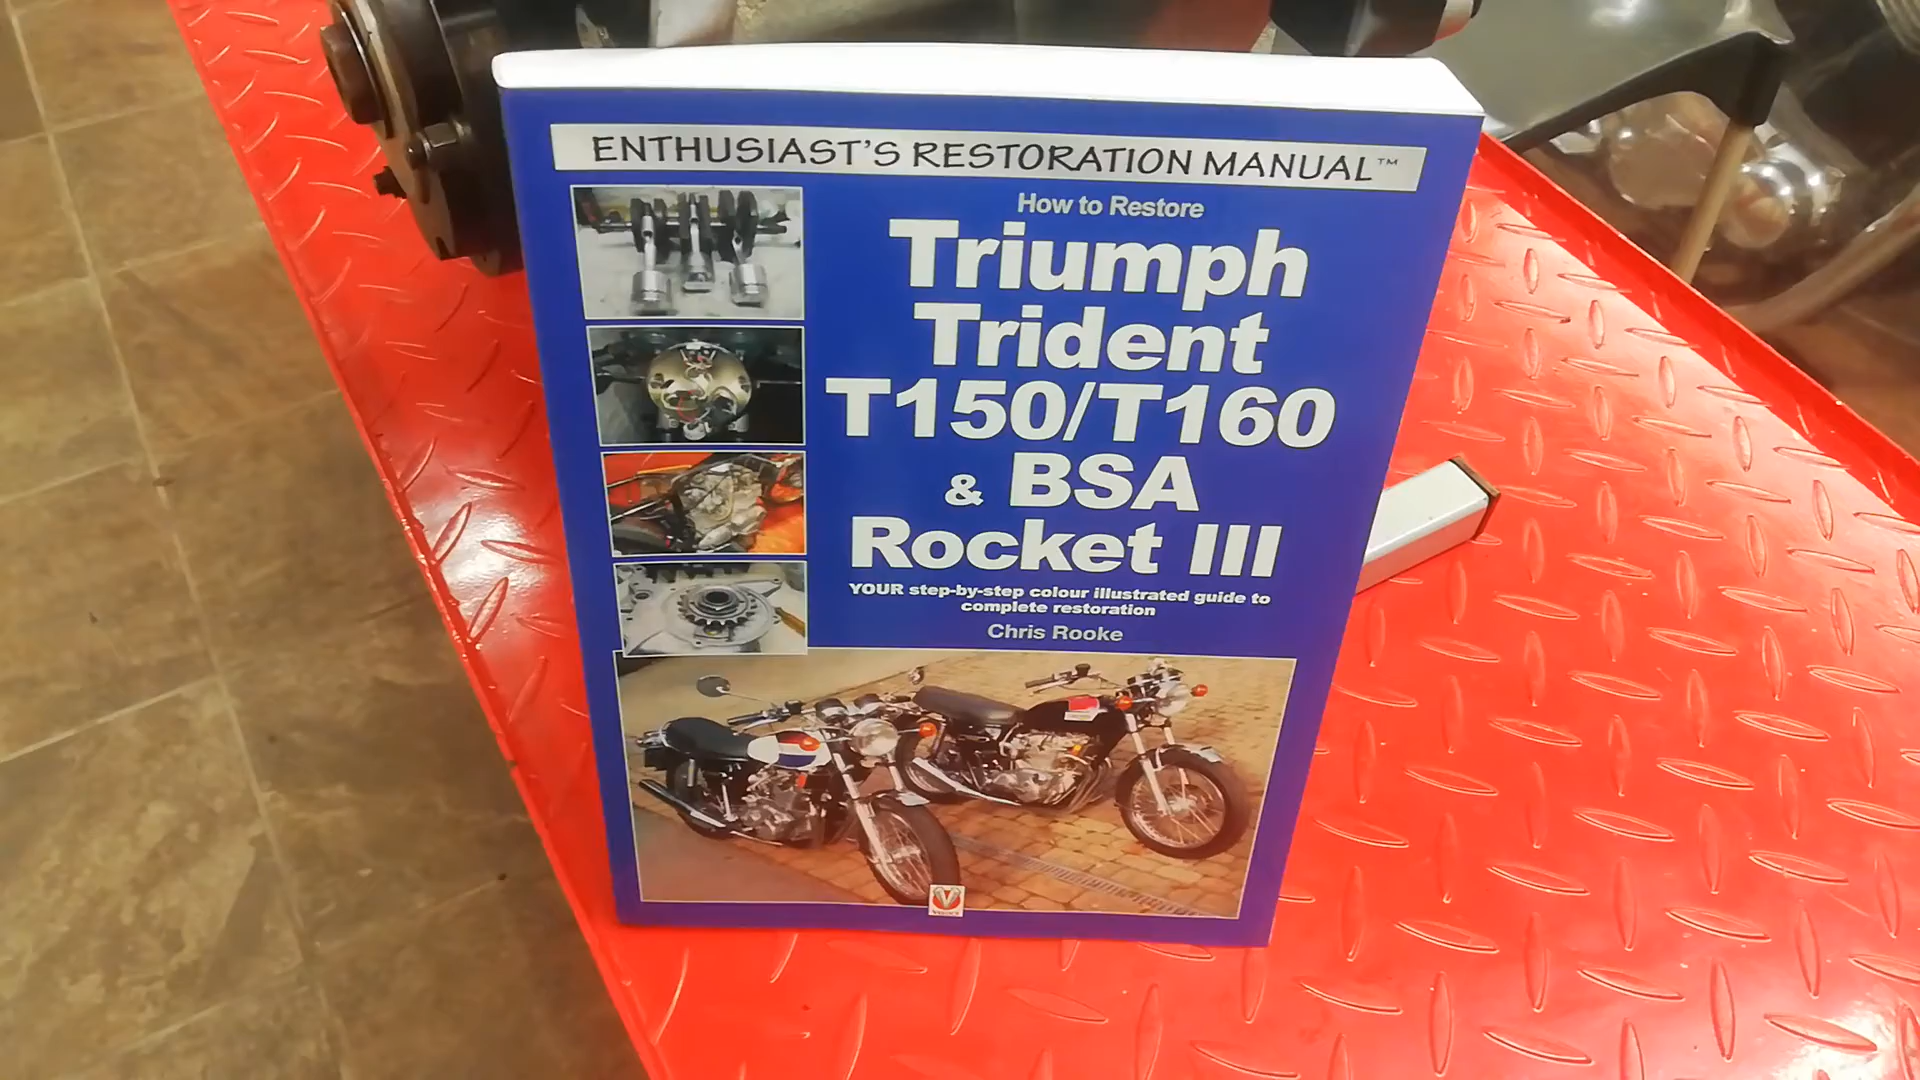 ENTHUSIAST'S RESTORATION MANUAL™
How to Restore
Triumph
Trident
T150/T160
& BSA
Rocket III
YOUR step-by-step colour illustrated guide to
complete restoration
Chris Rooke